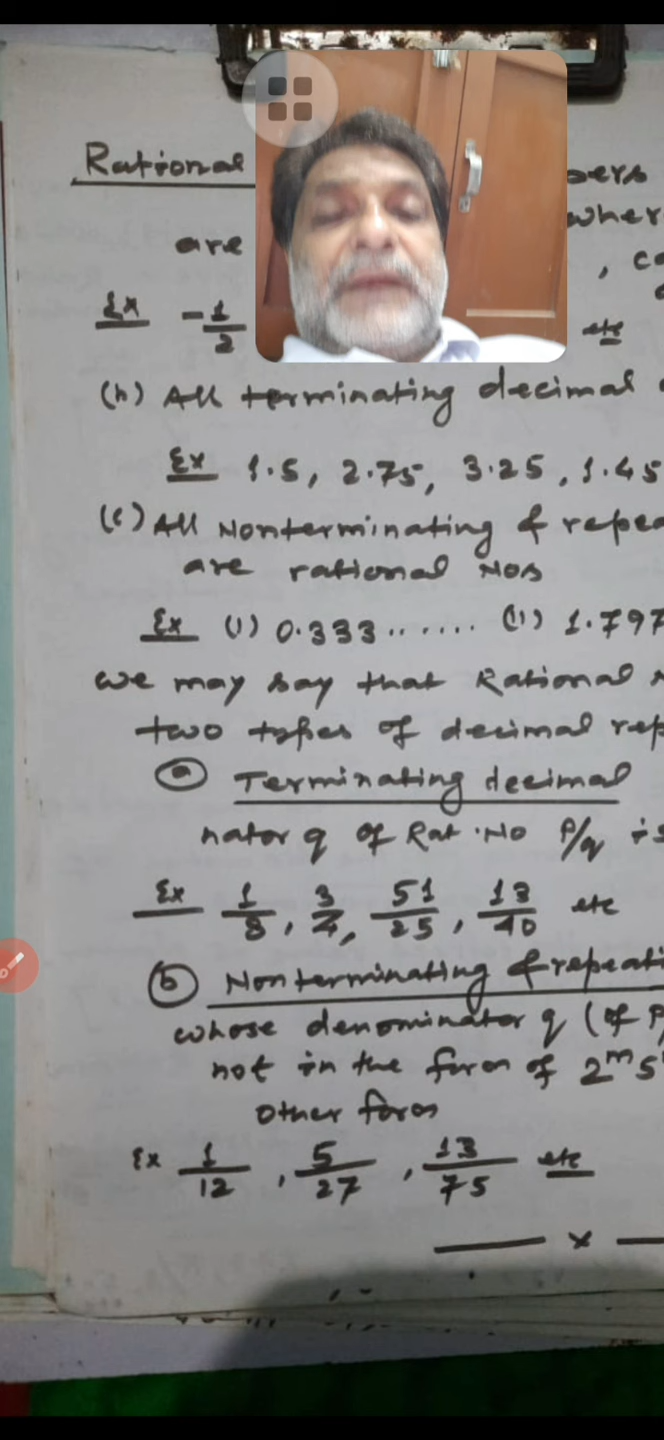 Rational bers
are wher
, c
Ex -1/2 etc
(b) All terminating decimal
Ex 1.5, 2.75, 3.25, 1.45
(c) All Nonterminating & repea
are rational Nos
Ex (i) 0.333....... (ii) 1.797
we may say that Rational N
two types of decimal rep
(a) Terminating decimal
nator q of Rat. No P/q is
Ex 1/8, 3/4, 51/25, 13/40 etc
(b) Nonterminating & repeati
whose denominator q (of P/
not in the form of 2^m 5
other form
Ex 1/12, 5/27, 13/75 etc
x